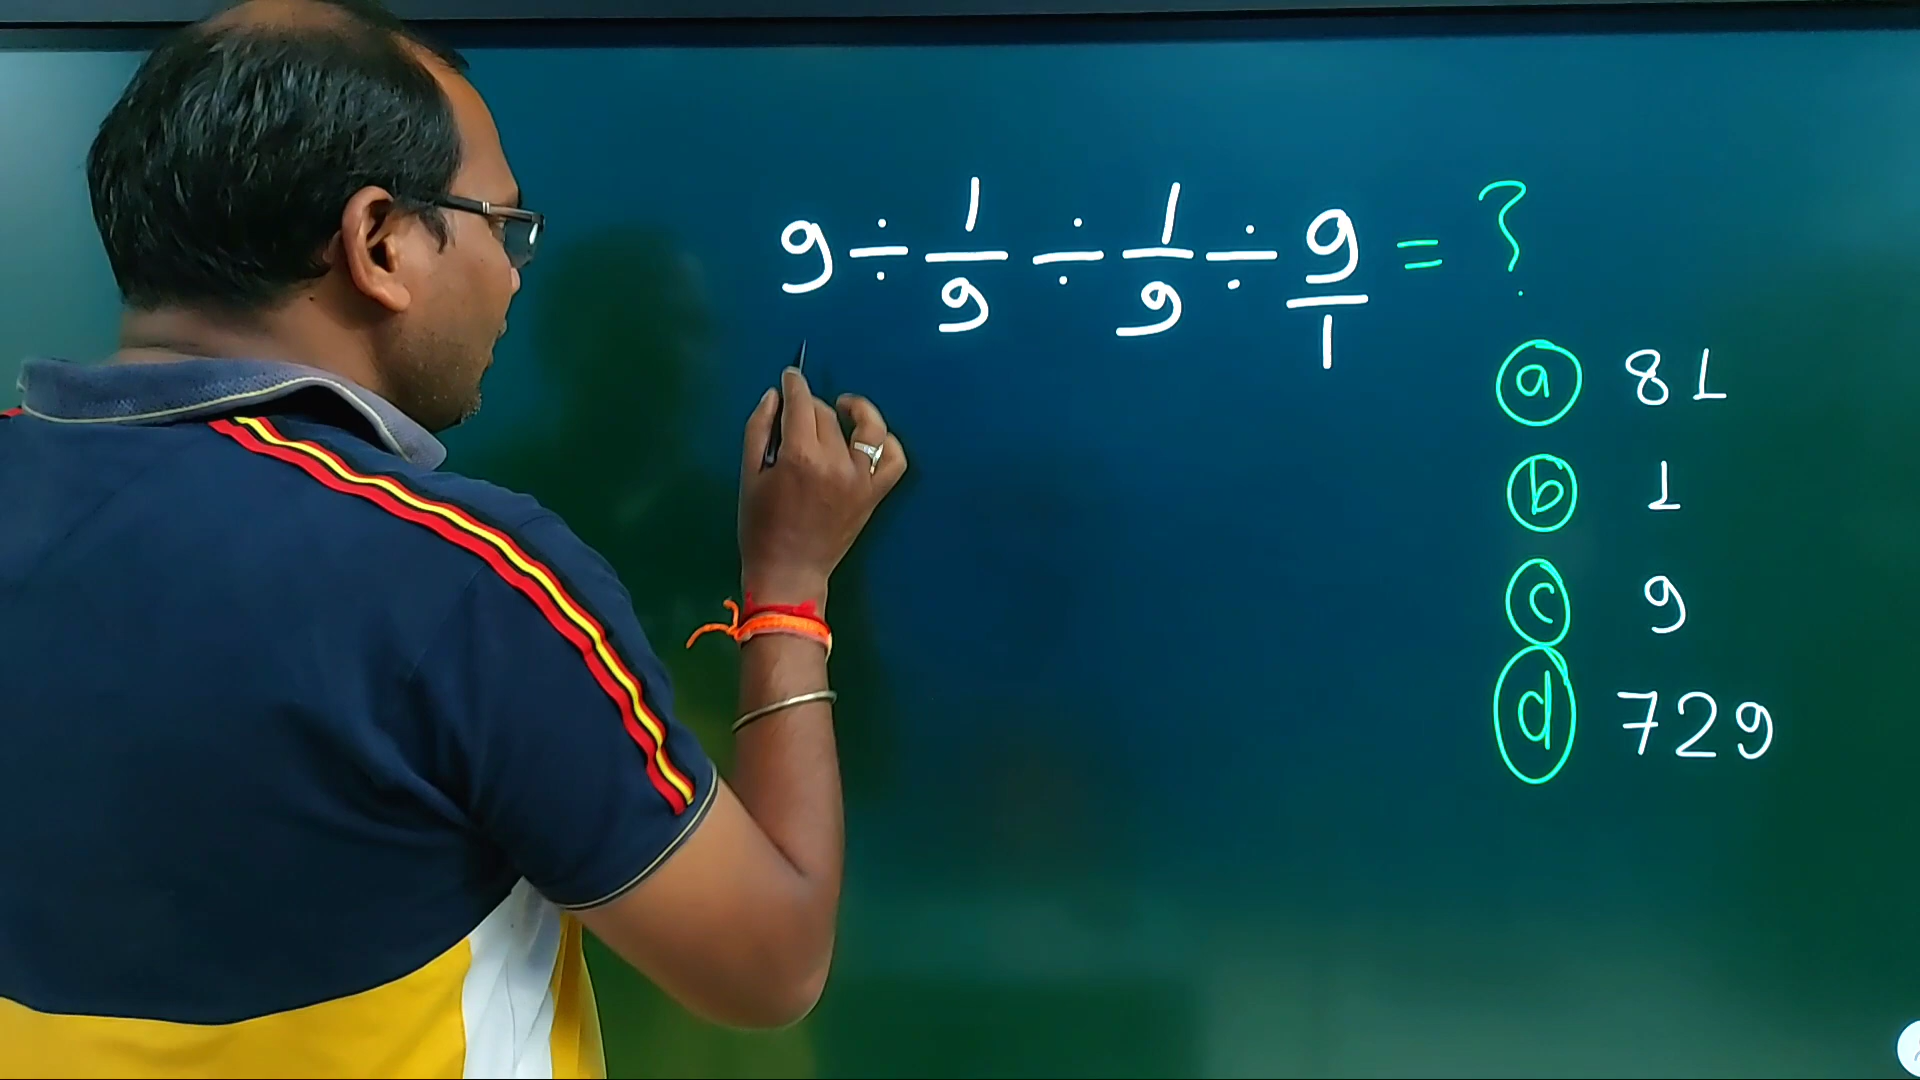 9 ÷ 1/9 ÷ 1/9 ÷ 9/1 = ?
a 81
b 1
c 9
d 729